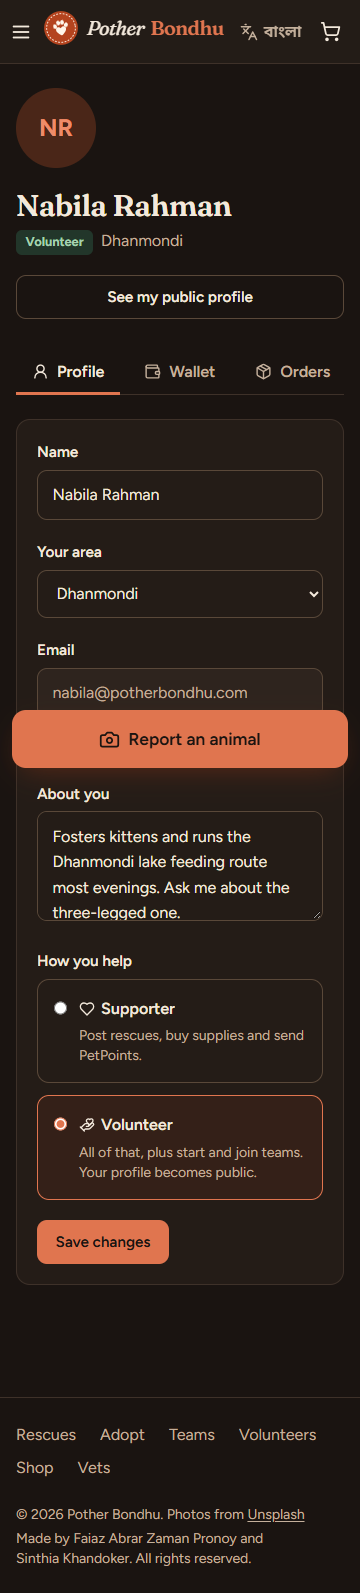 Pother Bondhu বাংলা
NR
Nabila Rahman
Volunteer Dhanmondi
See my public profile
Profile Wallet Orders
Name
Nabila Rahman
Your area
Dhanmondi
Email
nabila@potherbondhu.com
Report an animal
About you
Fosters kittens and runs the
Dhanmondi lake feeding route
most evenings. Ask me about the
three-legged one.
How you help
Supporter
Post rescues, buy supplies and send
PetPoints.
Volunteer
All of that, plus start and join teams.
Your profile becomes public.
Save changes
Rescues Adopt Teams Volunteers
Shop Vets
© 2026 Pother Bondhu. Photos from Unsplash
Made by Faiaz Abrar Zaman Pronoy and
Sinthia Khandoker. All rights reserved.